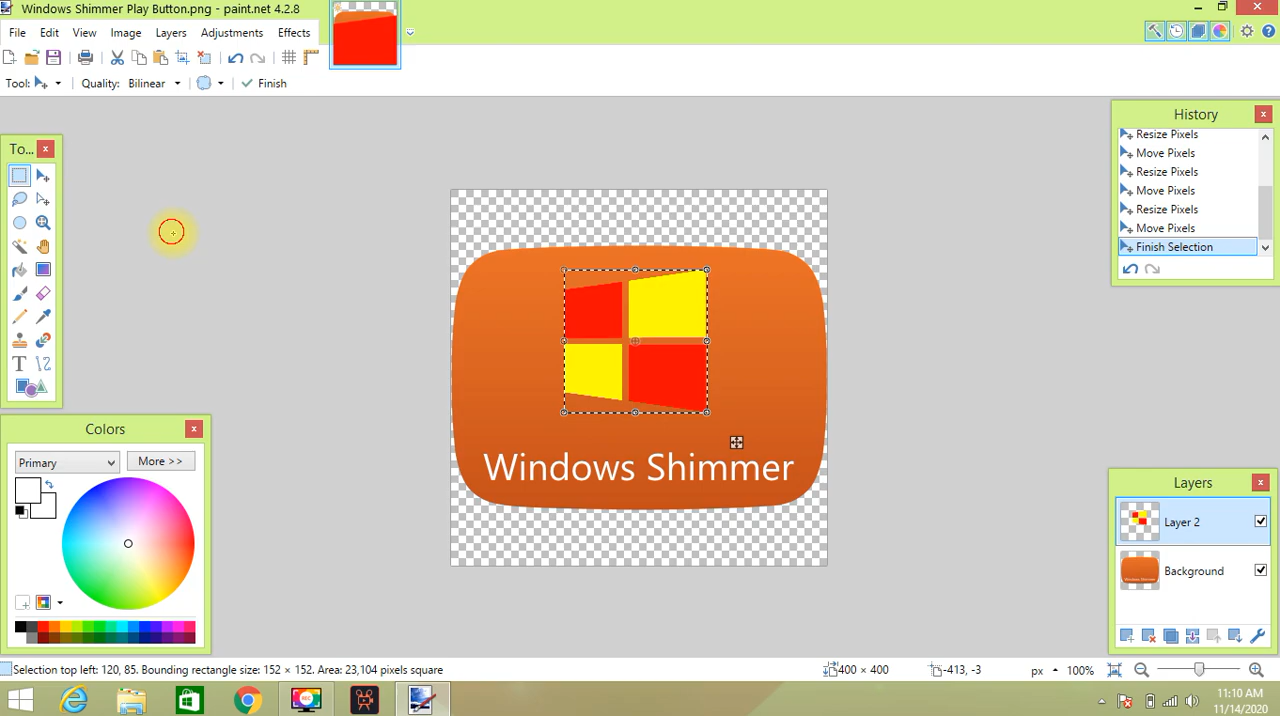 Windows Shimmer Play Button.png - paint.net 4.2.8
File Edit View Image Layers Adjustments Effects
Tool: Quality: Bilinear Finish
To...
History
Resize Pixels
Move Pixels
Resize Pixels
Move Pixels
Resize Pixels
Move Pixels
Finish Selection
Windows Shimmer
Colors
Primary
More >>
Layers
Layer 2
Background
Selection top left: 120, 85. Bounding rectangle size: 152 × 152. Area: 23,104 pixels square
400 × 400
-413, -3
px
100%
REC
11:10 AM
11/14/2020